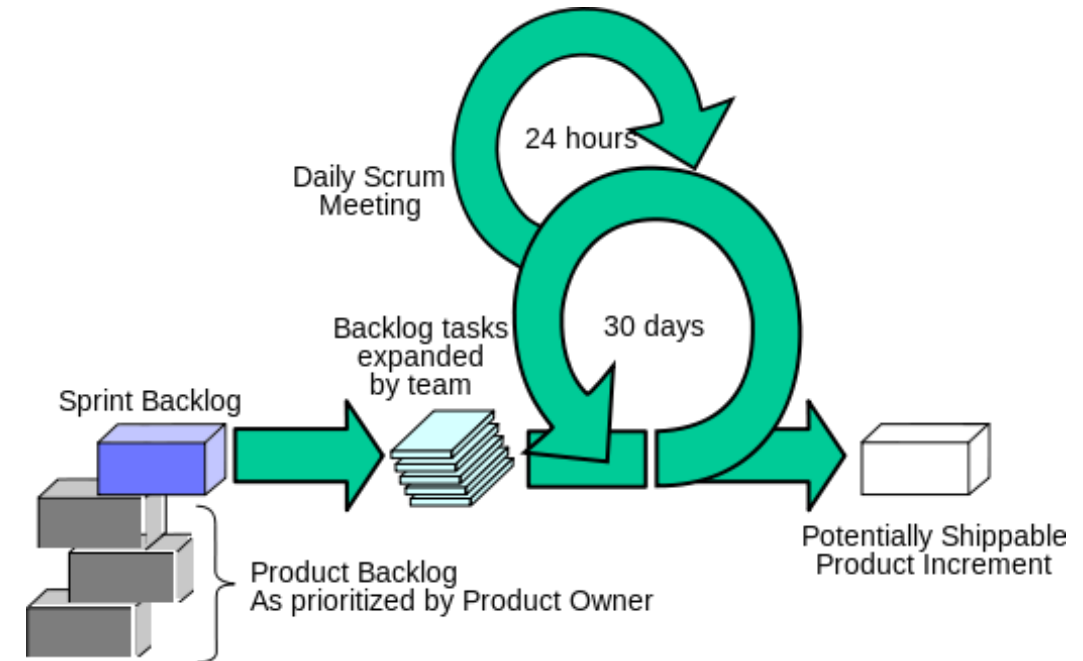 24 hours
Daily Scrum
Meeting
30 days
Backlog tasks
expanded
by team
Sprint Backlog
Potentially Shippable
Product Increment
Product Backlog
As prioritized by Product Owner